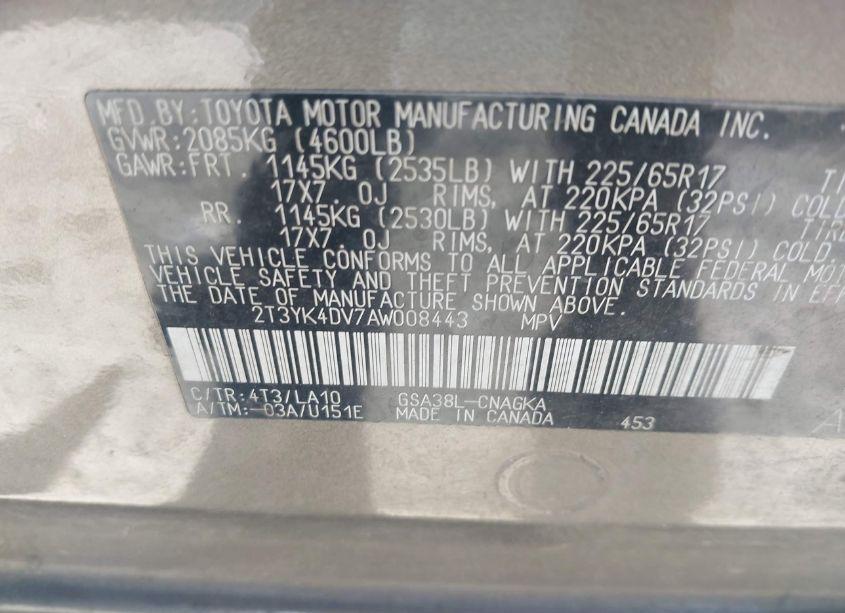 MFD.BY:TOYOTA MOTOR MANUFACTURING CANADA INC.
GVWR:2085KG (4600LB)
GAWR:FRT. 1145KG (2535LB) WITH 225/65R17
17X7.0J RIMS, AT 220KPA (32PSI) COLD
RR. 1145KG (2530LB) WITH 225/65R17
17X7.0J RIMS, AT 220KPA (32PSI) COLD.
THIS VEHICLE CONFORMS TO ALL APPLICABLE FEDERAL
VEHICLE SAFETY AND THEFT PREVENTION STANDARDS IN
THE DATE OF MANUFACTURE SHOWN ABOVE.
2T3YK4DV7AW008443 MPV
C/TR:4T3/LA10 GSA38L-CNAGKA
A/TM:-03A/U151E MADE IN CANADA 453